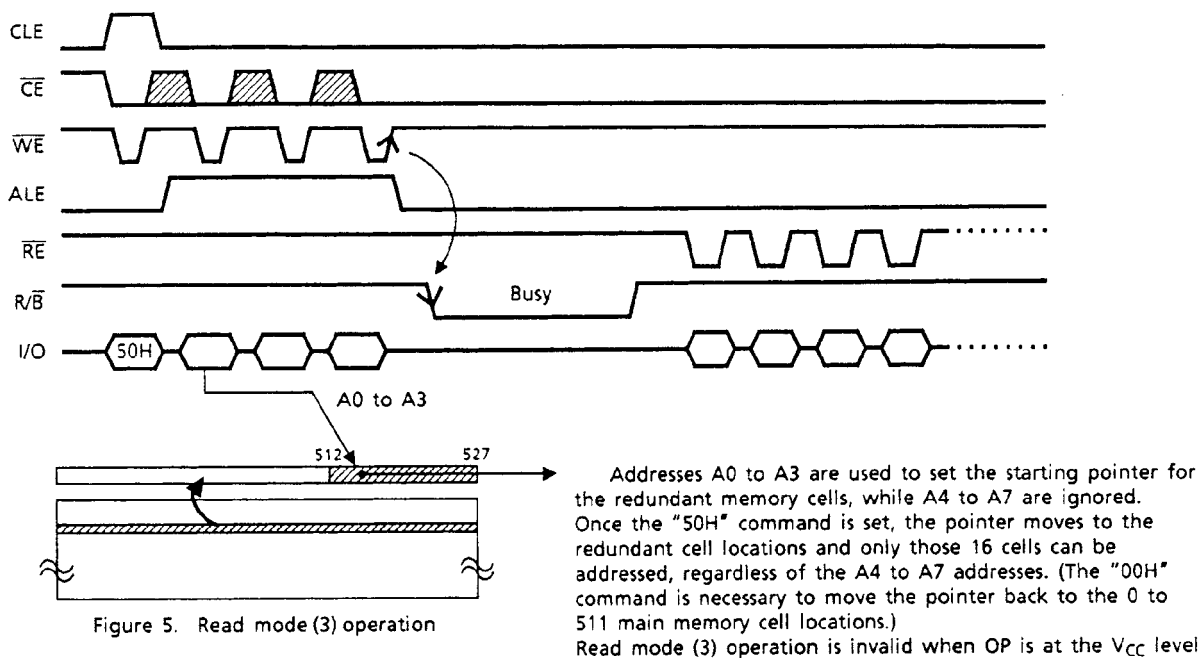 CLE
CE
WE
ALE
RE
R/B
Busy
I/O
50H
A0 to A3
512
527
Figure 5. Read mode (3) operation
Addresses A0 to A3 are used to set the starting pointer for
the redundant memory cells, while A4 to A7 are ignored.
Once the "50H" command is set, the pointer moves to the
redundant cell locations and only those 16 cells can be
addressed, regardless of the A4 to A7 addresses. (The "00H"
command is necessary to move the pointer back to the 0 to
511 main memory cell locations.)
Read mode (3) operation is invalid when OP is at the VCC level